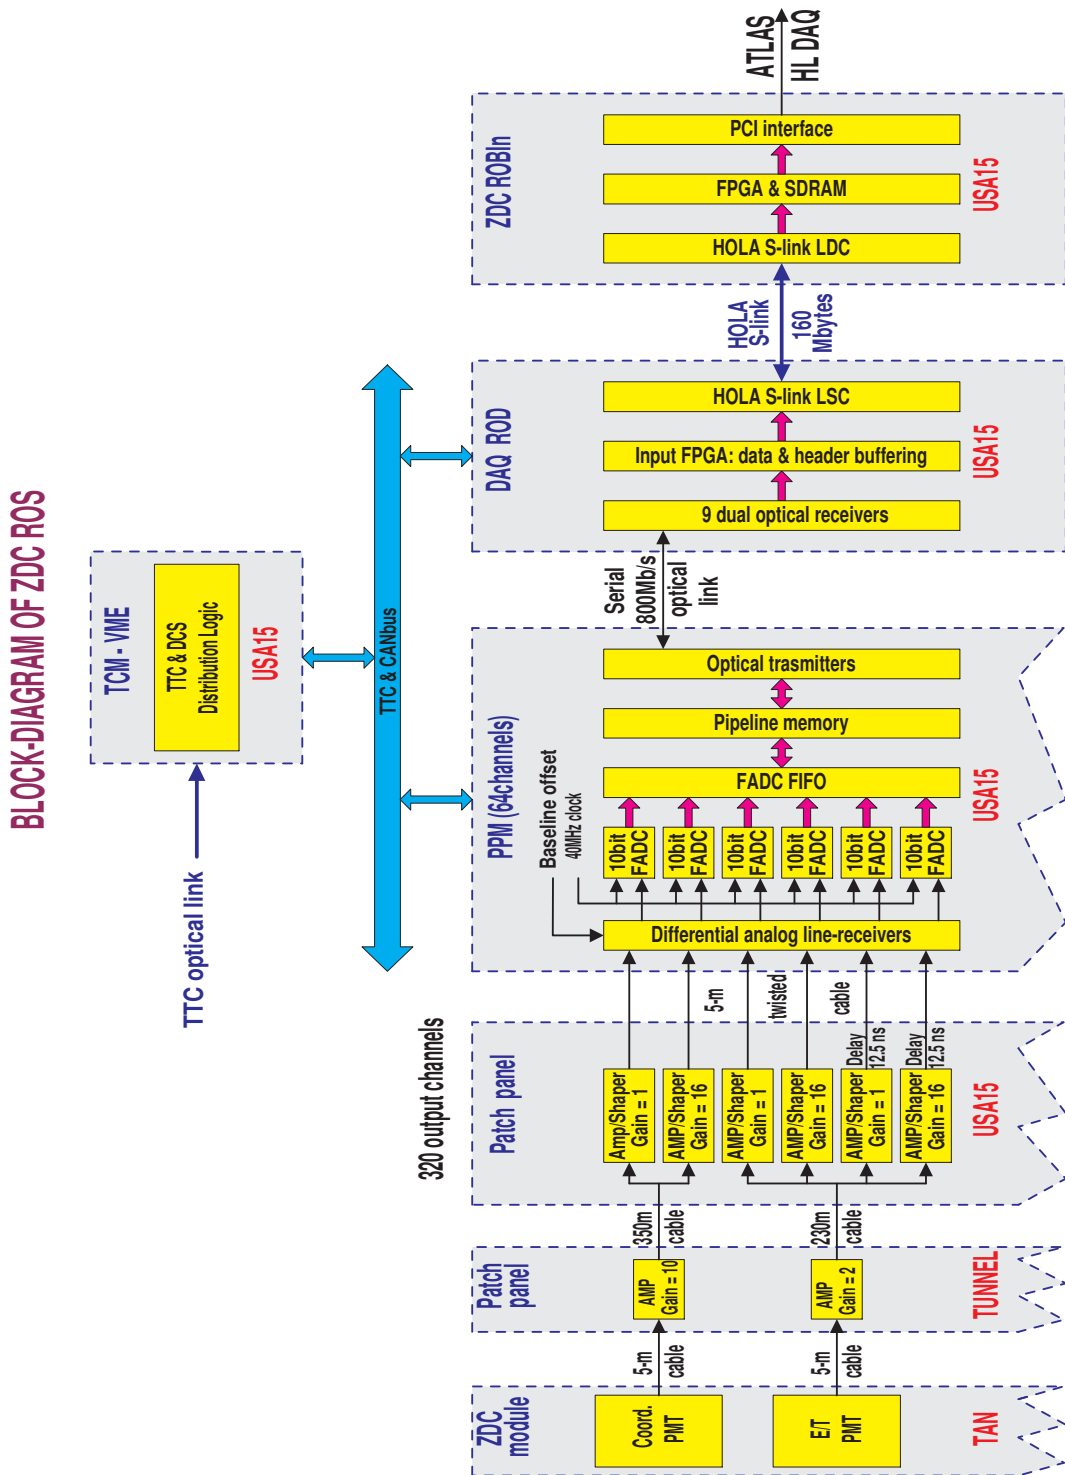 BLOCK-DIAGRAM OF ZDC ROS
TTC optical link
TCM - VME
TTC & DCS
Distribution Logic
USA15
TTC & CANbus
320 output channels
ZDC
module
Coord.
PMT
E/T
PMT
TAN
5-m
cable
5-m
cable
Patch
panel
AMP
Gain = 10
AMP
Gain = 2
TUNNEL
350m
cable
230m
cable
Patch panel
Amp/Shaper
Gain = 1
AMP/Shaper
Gain = 16
AMP/Shaper
Gain = 1
AMP/Shaper
Gain = 16
AMP/Shaper
Gain = 1
AMP/Shaper
Gain = 16
Delay
12.5 ns
Delay
12.5 ns
USA15
5-m
twisted
cable
PPM (64channels)
Baseline offset
40MHz clock
Differential analog line-receivers
10bit
FADC
10bit
FADC
10bit
FADC
10bit
FADC
10bit
FADC
10bit
FADC
FADC FIFO
Pipeline memory
Optical trasmitters
USA15
Serial
800Mb/s
optical
link
DAQ ROD
9 dual optical receivers
Input FPGA: data & header buffering
HOLA S-link LSC
USA15
HOLA
S-link
160
Mbytes
ZDC ROBIn
HOLA S-link LDC
FPGA & SDRAM
PCI interface
USA15
ATLAS
HL DAQ